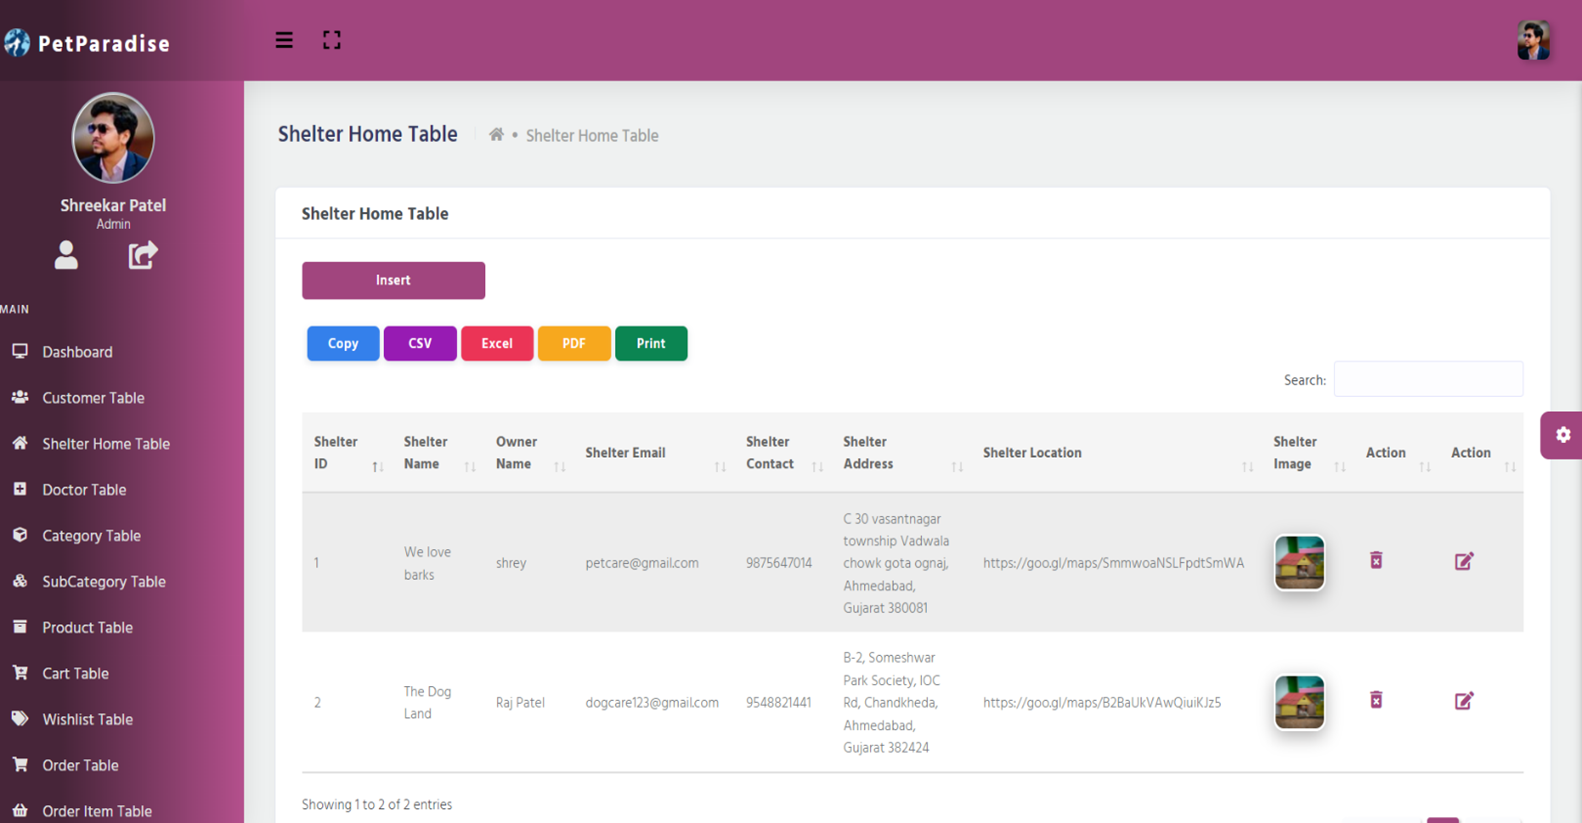 PetParadise
Shreekar Patel
Admin
MAIN
Dashboard
Customer Table
Shelter Home Table
Doctor Table
Category Table
SubCategory Table
Product Table
Cart Table
Wishlist Table
Order Table
Order Item Table
Shelter Home Table
Shelter Home Table
Shelter Home Table
Insert
Copy CSV Excel PDF Print
Search:
Shelter ID Shelter Name Owner Name Shelter Email Shelter Contact Shelter Address Shelter Location Shelter Image Action Action
1
We love
barks
shrey
petcare@gmail.com
9875647014
C 30 vasantnagar
township Vadwala
chowk gota ognaj,
Ahmedabad,
Gujarat 380081
https://goo.gl/maps/SmmwoaNSLFpdtSmWA
2
The Dog
Land
Raj Patel
dogcare123@gmail.com
9548821441
B-2, Someshwar
Park Society, IOC
Rd, Chandkheda,
Ahmedabad,
Gujarat 382424
https://goo.gl/maps/B2BaUkVAwQiuiKJz5
Showing 1 to 2 of 2 entries